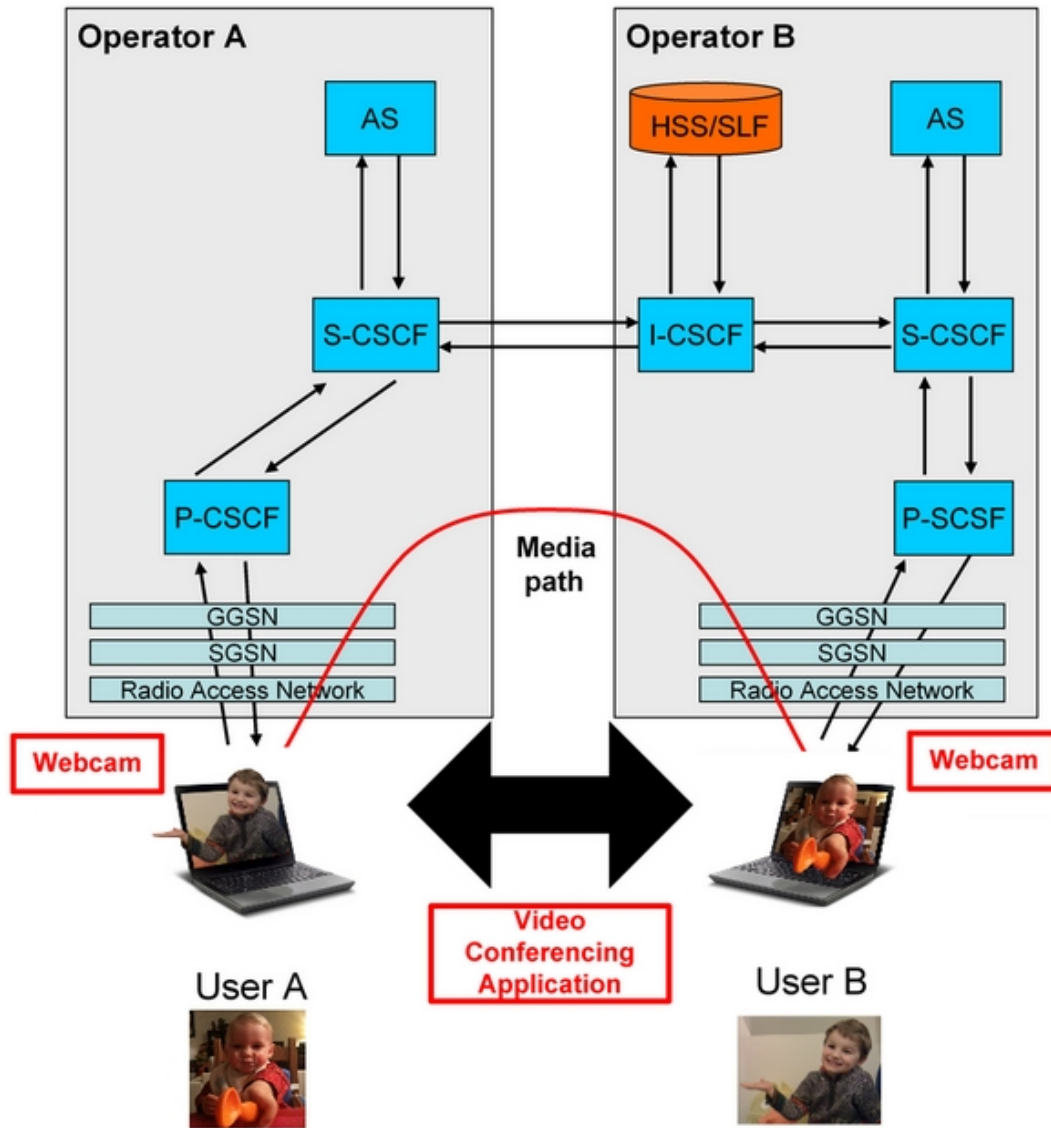 Operator A
Operator B
AS
HSS/SLF
AS
S-CSCF
I-CSCF
S-CSCF
P-CSCF
P-SCSF
Media
path
GGSN
GGSN
SGSN
SGSN
Radio Access Network
Radio Access Network
Webcam
Webcam
Video
Conferencing
Application
User A
User B